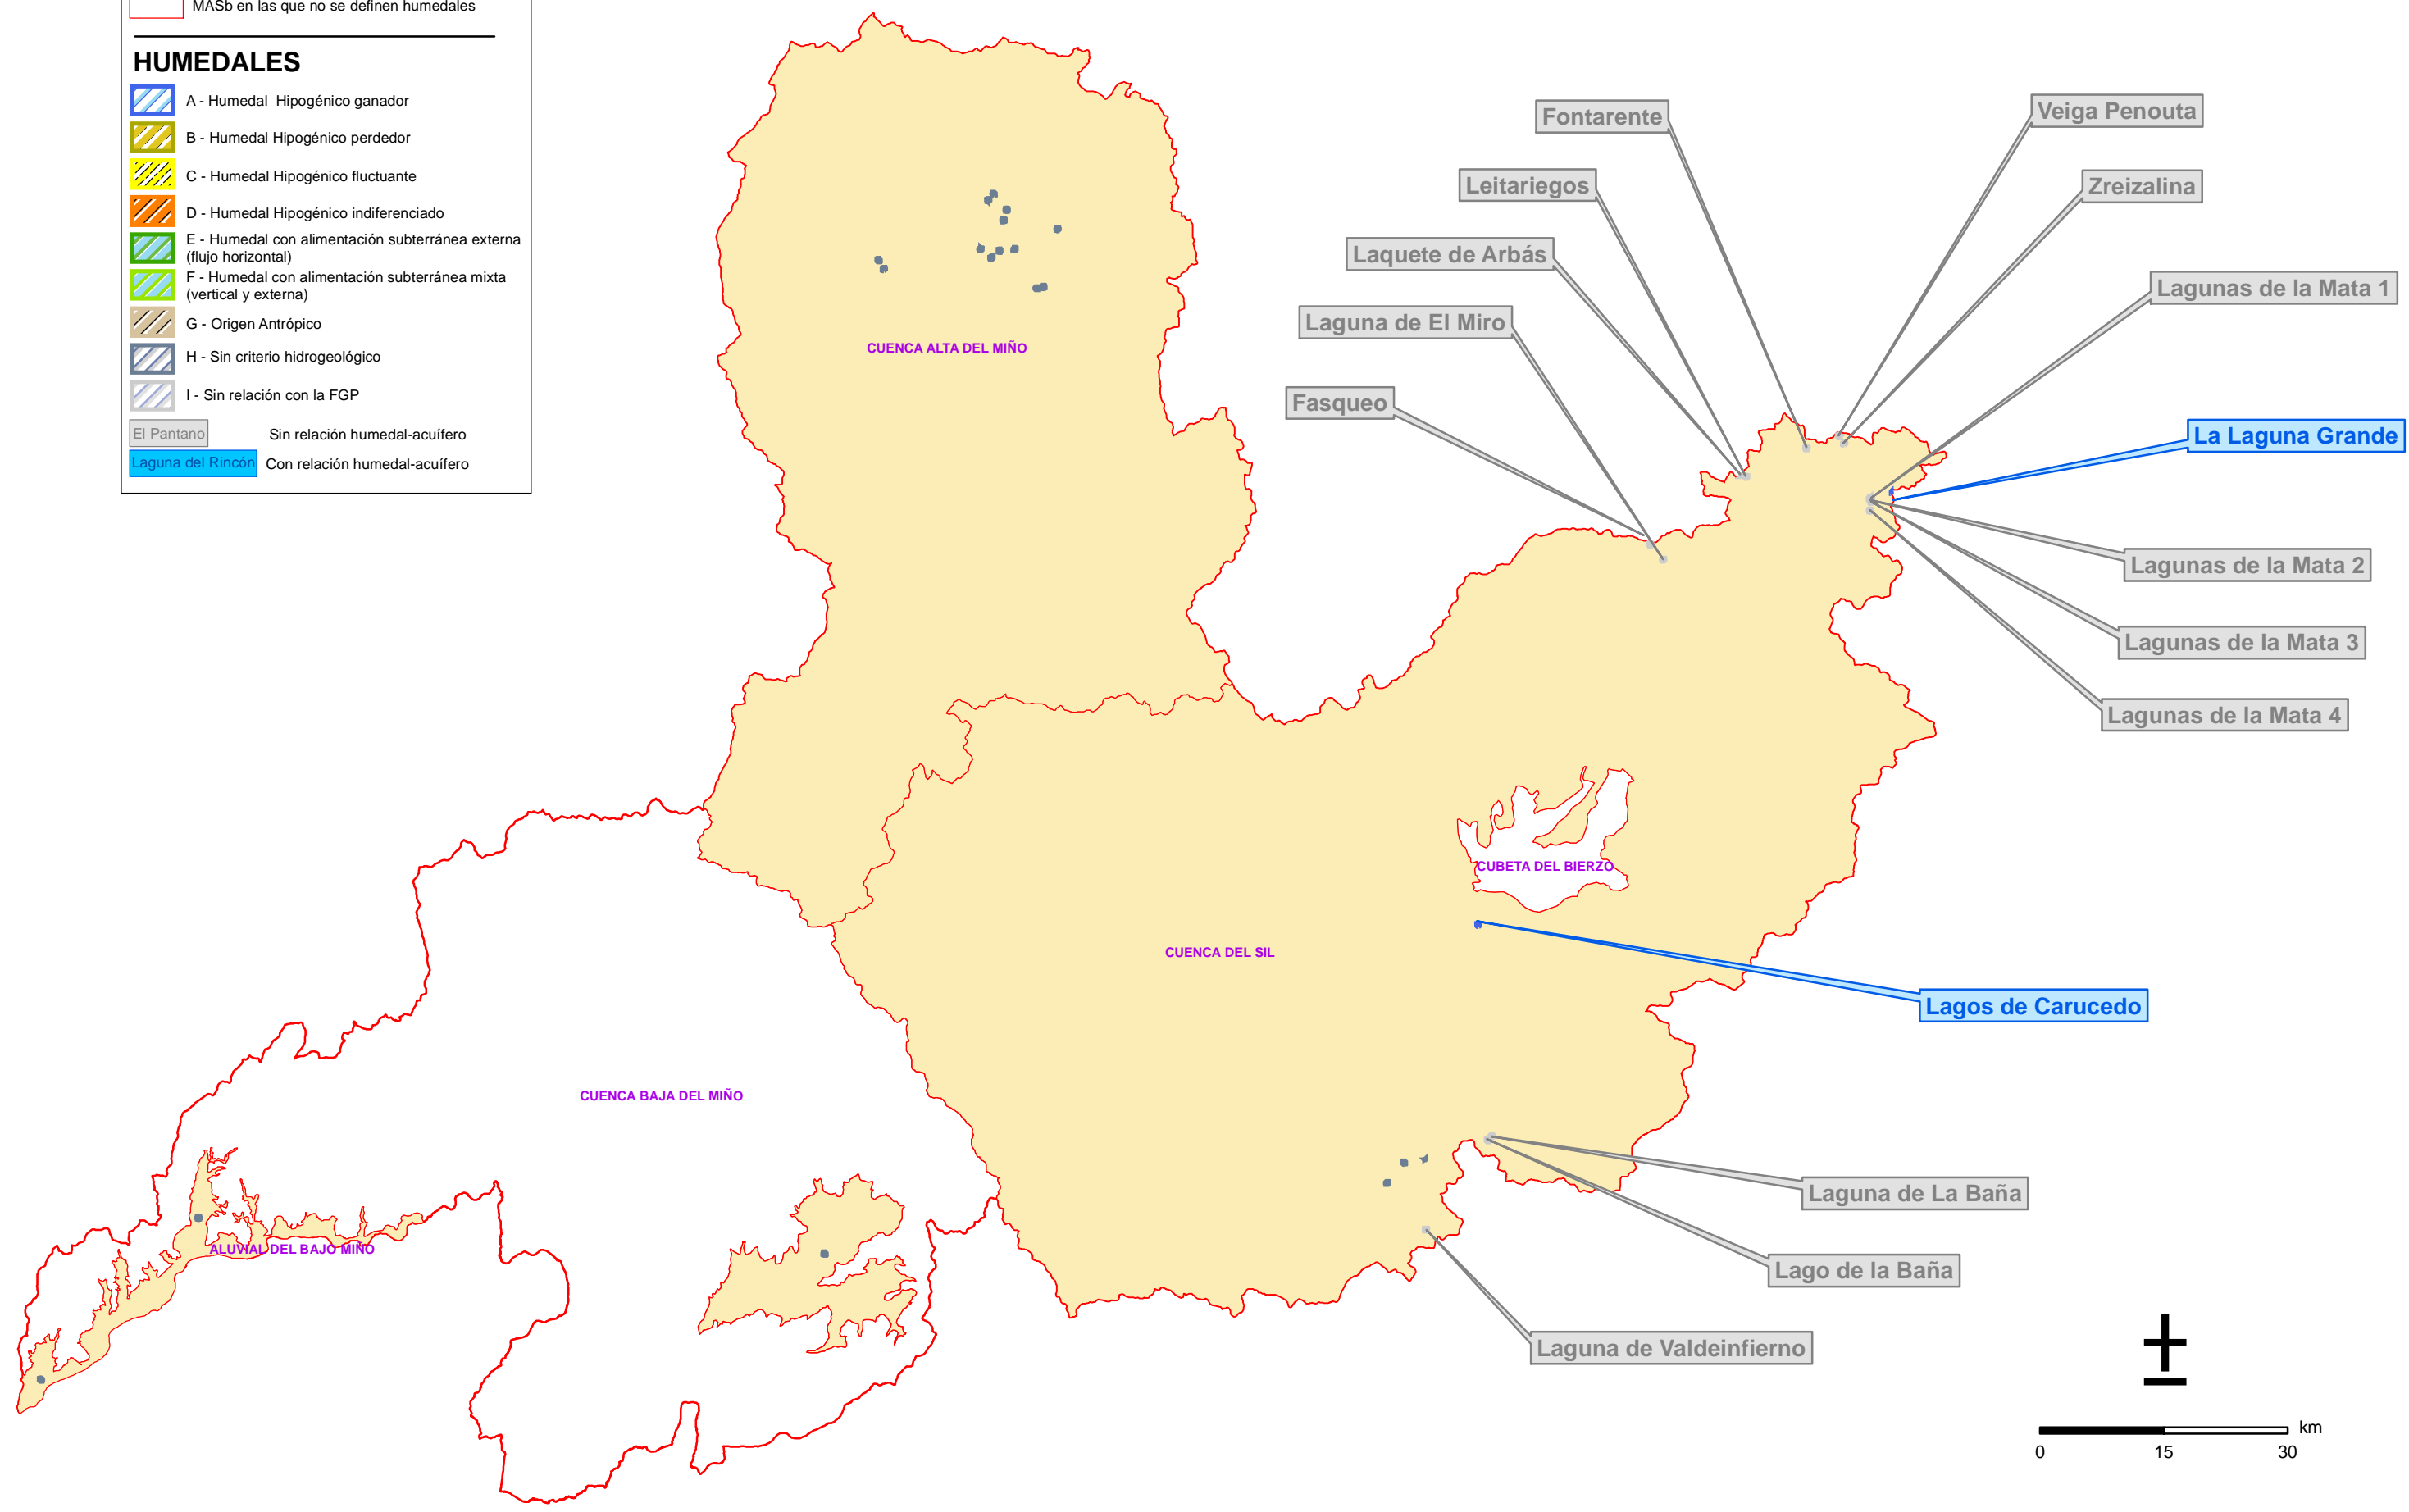 MASb en las que no se definen humedales
HUMEDALES
A - Humedal Hipogénico ganador
B - Humedal Hipogénico perdedor
C - Humedal Hipogénico fluctuante
D - Humedal Hipogénico indiferenciado
E - Humedal con alimentación subterránea externa
(flujo horizontal)
F - Humedal con alimentación subterránea mixta
(vertical y externa)
G - Origen Antrópico
H - Sin criterio hidrogeológico
I - Sin relación con la FGP
El Pantano Sin relación humedal-acuífero
Laguna del Rincón Con relación humedal-acuífero
Fontarente
Veiga Penouta
Leitariegos
Zreizalina
Laquete de Arbás
Lagunas de la Mata 1
Laguna de El Miro
CUENCA ALTA DEL MIÑO
Fasqueo
La Laguna Grande
Lagunas de la Mata 2
Lagunas de la Mata 3
Lagunas de la Mata 4
CUBETA DEL BIERZO
CUENCA DEL SIL
Lagos de Carucedo
CUENCA BAJA DEL MIÑO
Laguna de La Baña
ALUVIAL DEL BAJO MIÑO
Lago de la Baña
Laguna de Valdeinfierno
km
0 15 30